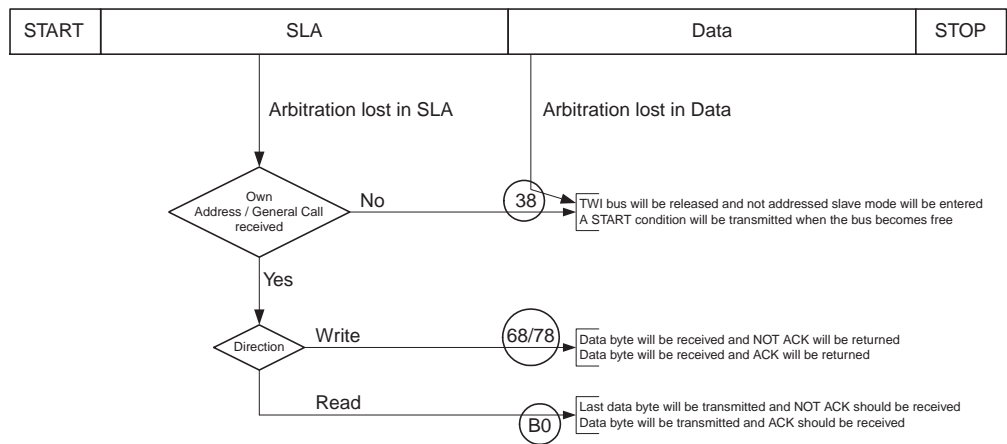 START SLA Data STOP
Arbitration lost in SLA Arbitration lost in Data
Own
Address / General Call
received
No
38
TWI bus will be released and not addressed slave mode will be entered
A START condition will be transmitted when the bus becomes free
Yes
Direction
Write
68/78
Data byte will be received and NOT ACK will be returned
Data byte will be received and ACK will be returned
Read
B0
Last data byte will be transmitted and NOT ACK should be received
Data byte will be transmitted and ACK should be received